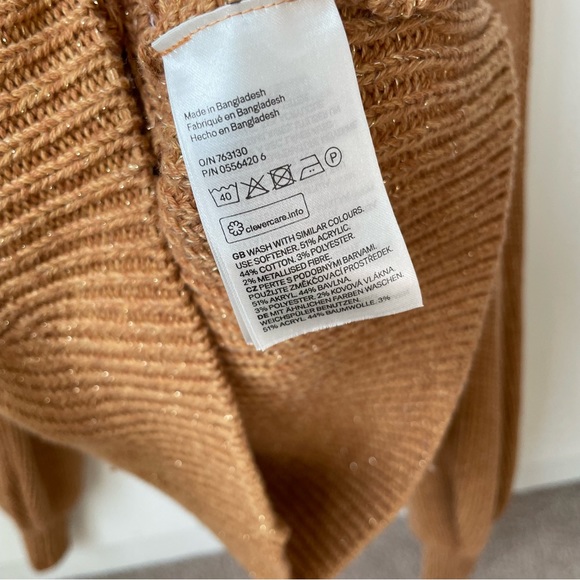 Made in Bangladesh
Fabriqué en Bangladesh
Hecho en Bangladesh
O/N 763130
P/N 0556420 6
40 P
clevercare.info
GB WASH WITH SIMILAR COLOURS.
USE SOFTENER. 51% ACRYLIC.
44% COTTON. 3% POLYESTER.
2% METALLISED FIBRE.
CZ PERTE S PODOBNÝMI BARVAMI.
POUŽIJTE ZMĚKČOVACÍ PROSTŘEDEK.
51% AKRYL. 44% BAVLNA.
3% POLYESTER. 2% KOVOVÁ VLÁKNA.
DE MIT ÄHNLICHEN FARBEN WASCHEN.
WEICHSPÜLER BENUTZEN.
51% ACRYL. 44% BAUMWOLLE. 3%